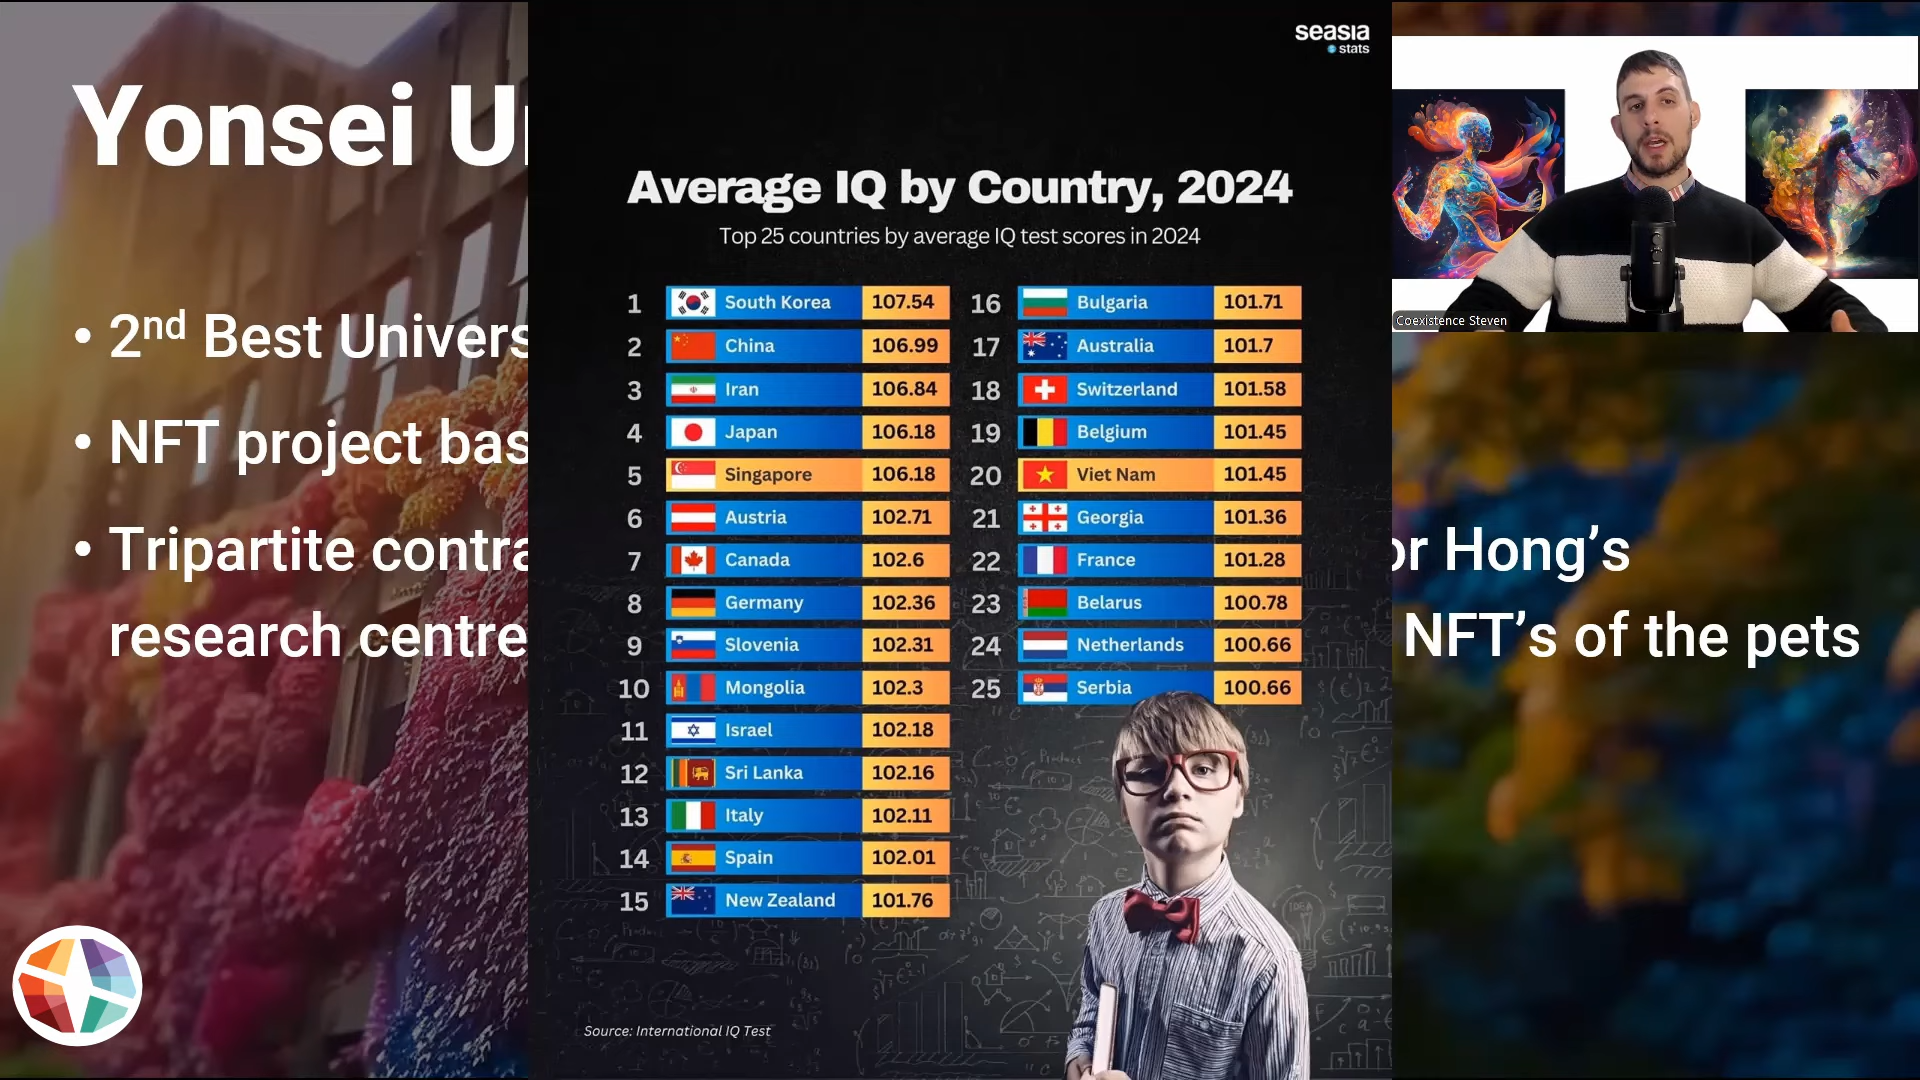 Yonsei U
• 2nd Best Univers
• NFT project bas
• Tripartite contra
research centre
or Hong’s
NFT’s of the pets
seasia
stats
Average IQ by Country, 2024
Top 25 countries by average IQ test scores in 2024
1 South Korea 107.54
2 China 106.99
3 Iran 106.84
4 Japan 106.18
5 Singapore 106.18
6 Austria 102.71
7 Canada 102.6
8 Germany 102.36
9 Slovenia 102.31
10 Mongolia 102.3
11 Israel 102.18
12 Sri Lanka 102.16
13 Italy 102.11
14 Spain 102.01
15 New Zealand 101.76
16 Bulgaria 101.71
17 Australia 101.7
18 Switzerland 101.58
19 Belgium 101.45
20 Viet Nam 101.45
21 Georgia 101.36
22 France 101.28
23 Belarus 100.78
24 Netherlands 100.66
25 Serbia 100.66
Source: International IQ Test
Coexistence Steven